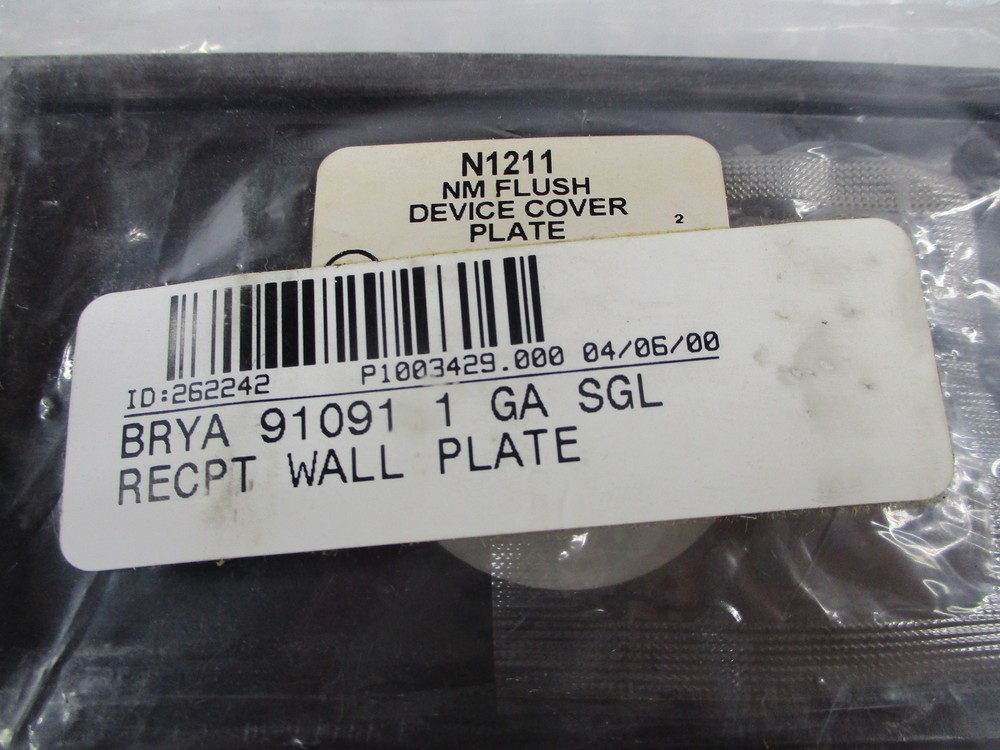 N1211
NM FLUSH
DEVICE COVER
PLATE
2
ID:262242 P1003429.000 04/06/00
BRYA 91091 1 GA SGL
RECPT WALL PLATE